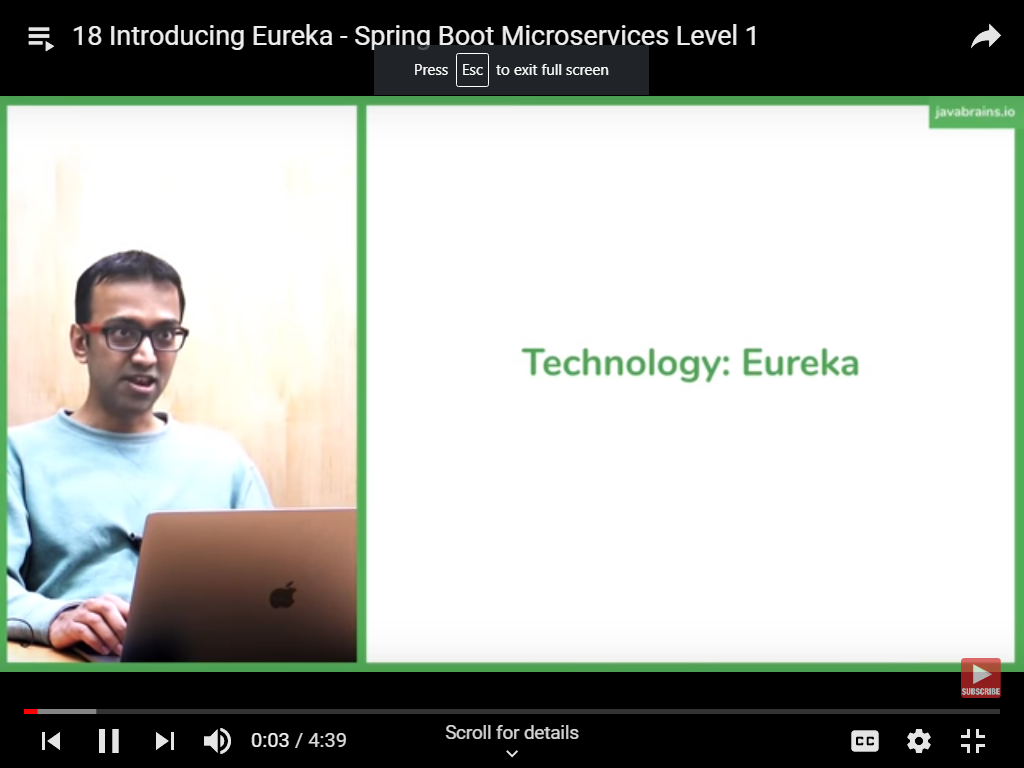 18 Introducing Eureka - Spring Boot Microservices Level 1
Press Esc to exit full screen
javabrains.io
Technology: Eureka
SUBSCRIBE
0:03 / 4:39
Scroll for details
CC